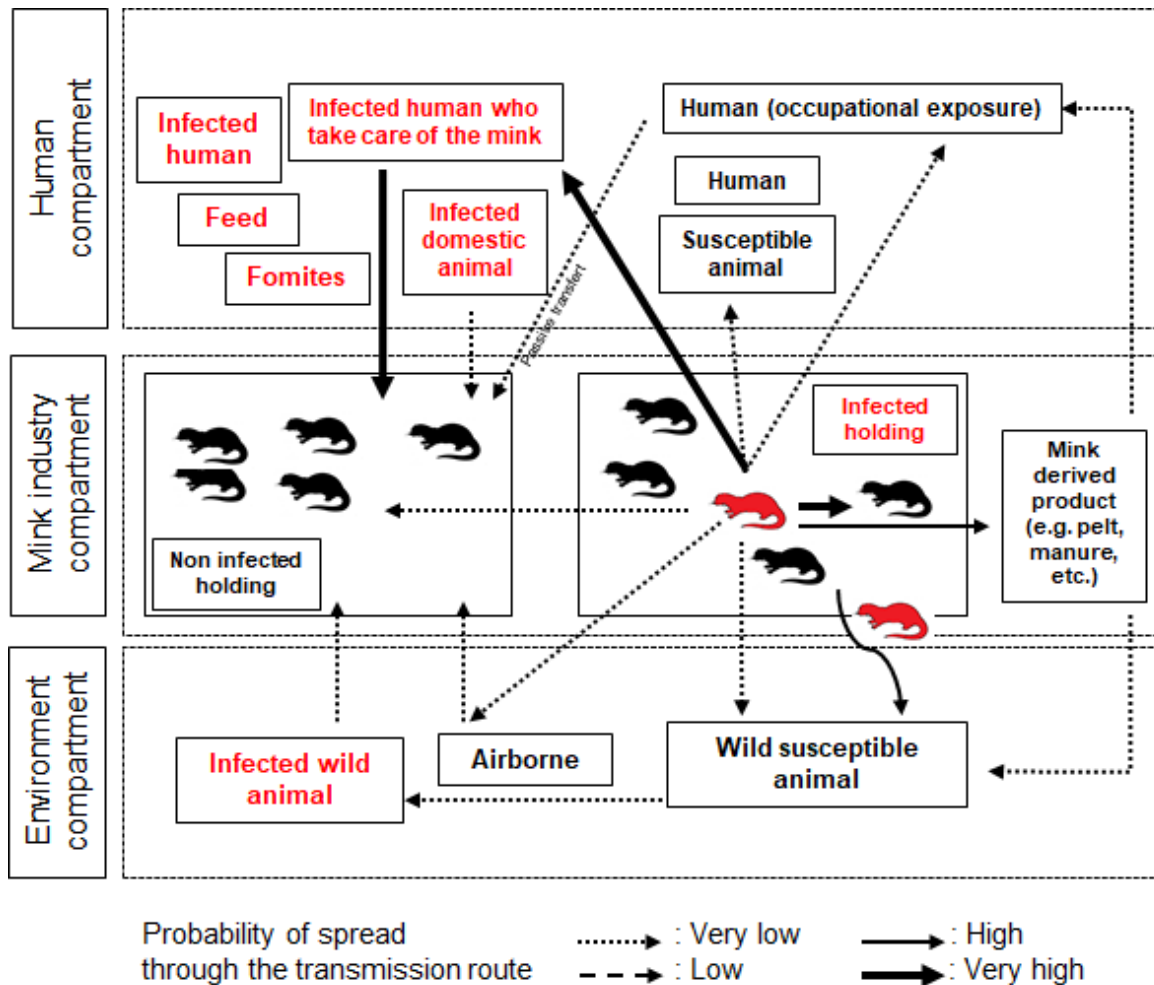 Human
compartment
Infected
human
Infected human who
take care of the mink
Human (occupational exposure)
Human
Feed
Infected
domestic
animal
Susceptible
animal
Fomites
Passive transfert
Mink industry
compartment
Infected
holding
Mink
derived
product
(e.g. pelt,
manure,
etc.)
Non infected
holding
Environment
compartment
Infected wild
animal
Airborne
Wild susceptible
animal
Probability of spread
through the transmission route
: Very low
: High
: Low
: Very high